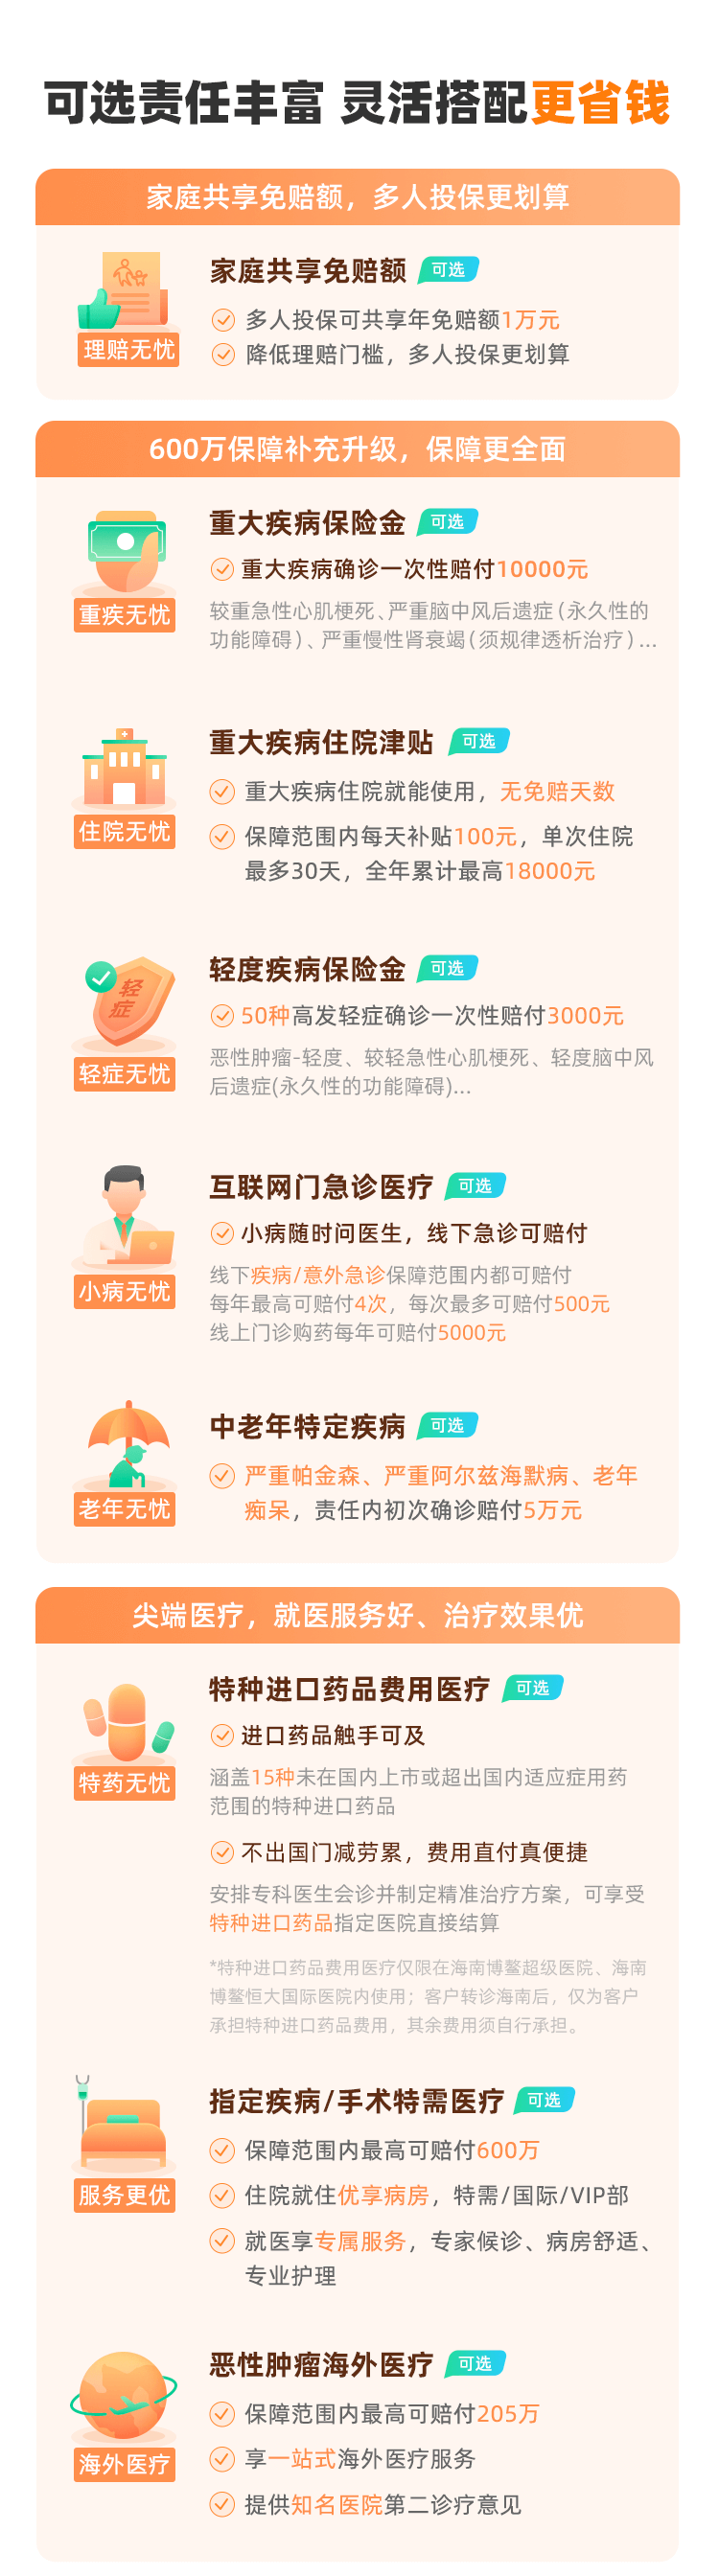 可选责任丰富 灵活搭配更省钱
家庭共享免赔额，多人投保更划算
家庭共享免赔额 可选
多人投保可共享年免赔额1万元
降低理赔门槛，多人投保更划算
理赔无忧
600万保障补充升级，保障更全面
重大疾病保险金 可选
重大疾病确诊一次性赔付10000元
重疾无忧
较重急性心肌梗死、严重脑中风后遗症（永久性的
功能障碍）、严重慢性肾衰竭（须规律透析治疗）...
重大疾病住院津贴 可选
重大疾病住院就能使用，无免赔天数
住院无忧
保障范围内每天补贴100元，单次住院
最多30天，全年累计最高18000元
轻度疾病保险金 可选
轻
症
50种高发轻症确诊一次性赔付3000元
轻症无忧
恶性肿瘤-轻度、较轻急性心肌梗死、轻度脑中风
后遗症(永久性的功能障碍)...
互联网门急诊医疗 可选
小病随时问医生，线下急诊可赔付
线下疾病/意外急诊保障范围内都可赔付
小病无忧
每年最高可赔付4次，每次最多可赔付500元
线上门诊购药每年可赔付5000元
中老年特定疾病 可选
严重帕金森、严重阿尔兹海默病、老年
痴呆，责任内初次确诊赔付5万元
老年无忧
尖端医疗，就医服务好、治疗效果优
特种进口药品费用医疗 可选
进口药品触手可及
特药无忧
涵盖15种未在国内上市或超出国内适应症用药
范围的特种进口药品
不出国门减劳累，费用直付真便捷
安排专科医生会诊并制定精准治疗方案，可享受
特种进口药品指定医院直接结算
*特种进口药品费用医疗仅限在海南博鳌超级医院、海南
博鳌恒大国际医院内使用；客户转诊海南后，仅为客户
承担特种进口药品费用，其余费用须自行承担。
指定疾病/手术特需医疗 可选
保障范围内最高可赔付600万
服务更优
住院就住优享病房，特需/国际/VIP部
就医享专属服务，专家候诊、病房舒适、
专业护理
恶性肿瘤海外医疗 可选
保障范围内最高可赔付205万
海外医疗
享一站式海外医疗服务
提供知名医院第二诊疗意见